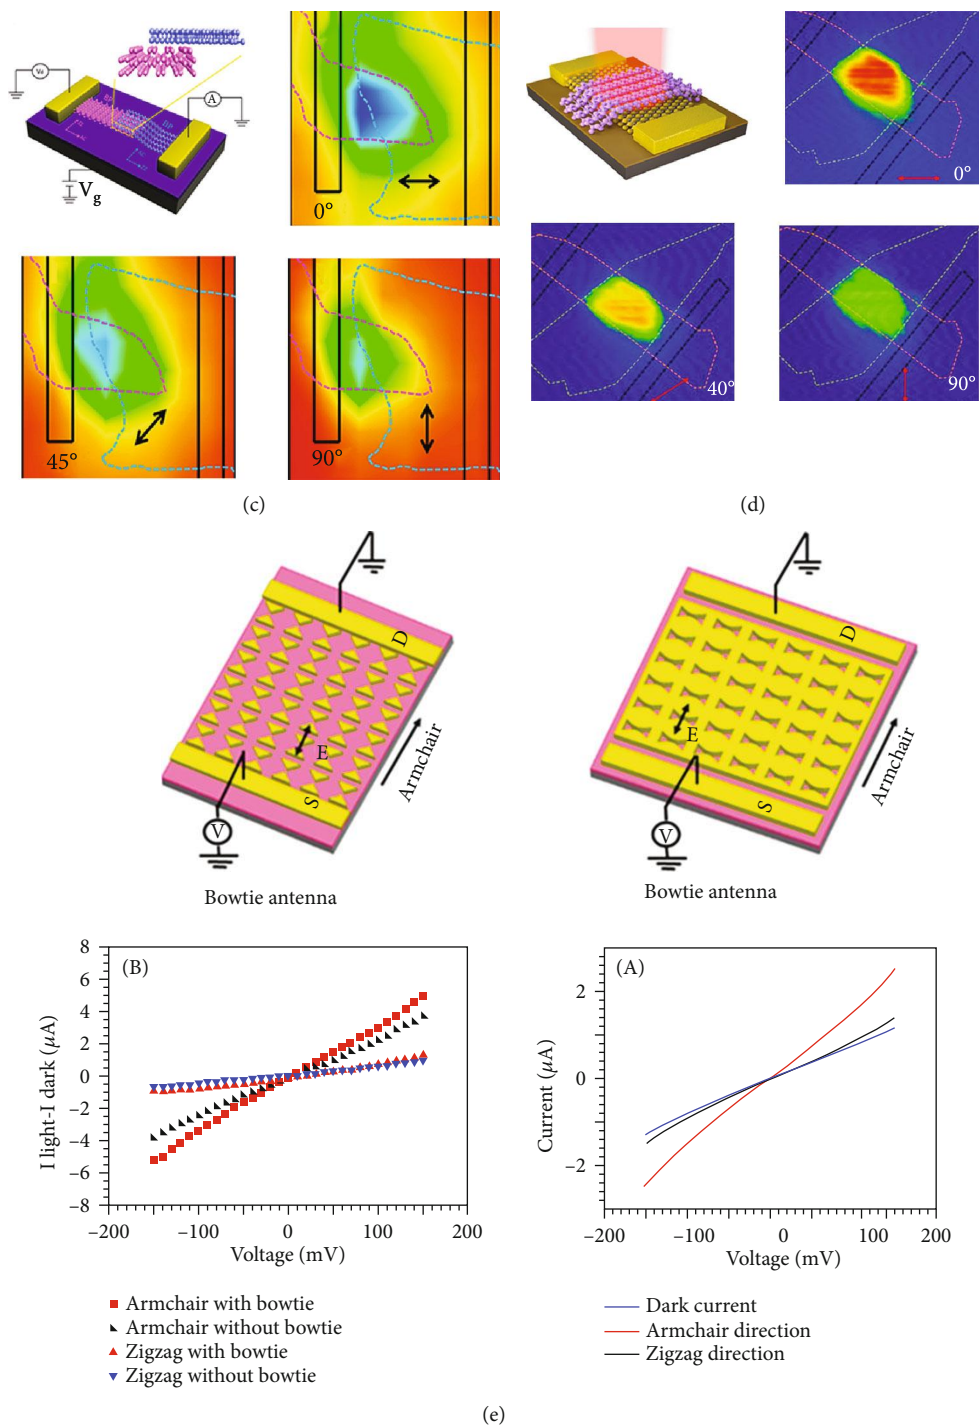 Ve
A
BP
V_g
0°
45°
90°
(c)
0°
40°
90°
(d)
D
E
S
V
Armchair
Bowtie antenna
D
E
S
V
Armchair
Bowtie antenna
(B)
I light-I dark (μA)
8
6
4
2
0
−2
−4
−6
−8
−200
−100
0
100
200
Voltage (mV)
Armchair with bowtie
Armchair without bowtie
Zigzag with bowtie
Zigzag without bowtie
(A)
Current (μA)
2
0
−2
−200
−100
0
100
200
Voltage (mV)
Dark current
Armchair direction
Zigzag direction
(e)